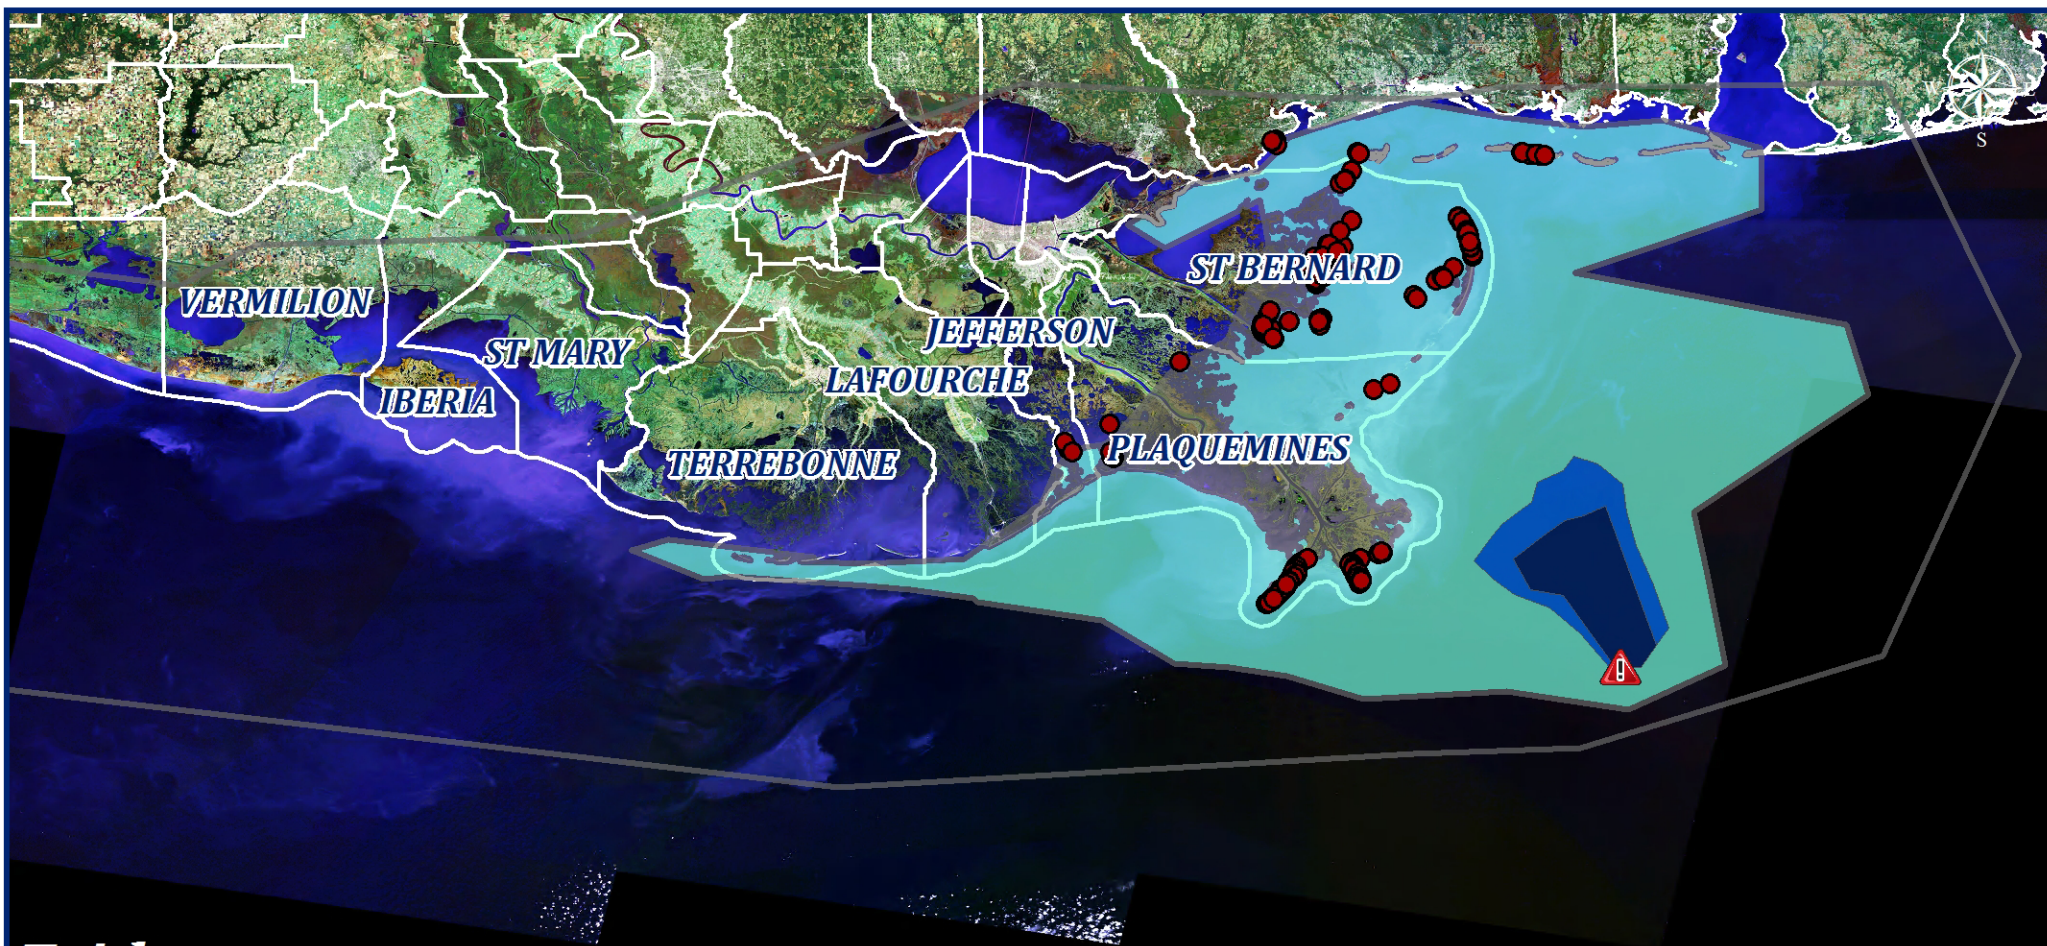 N
W
S
ST BERNARD
VERMILION
JEFFERSON
ST MARY
LAFOURCHE
IBERIA
PLAQUEMINES
TERREBONNE